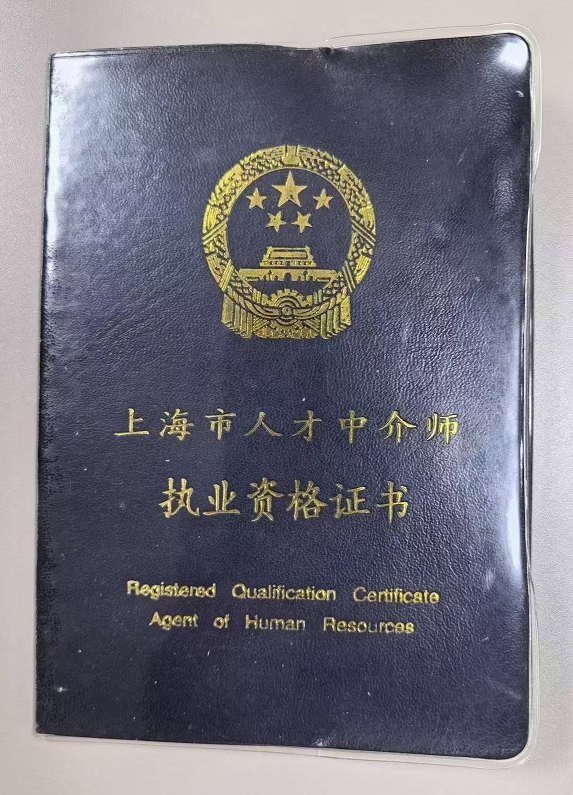 上海市人才中介师
执业资格证书
Registered Qualification Certificate
Agent of Human Resources